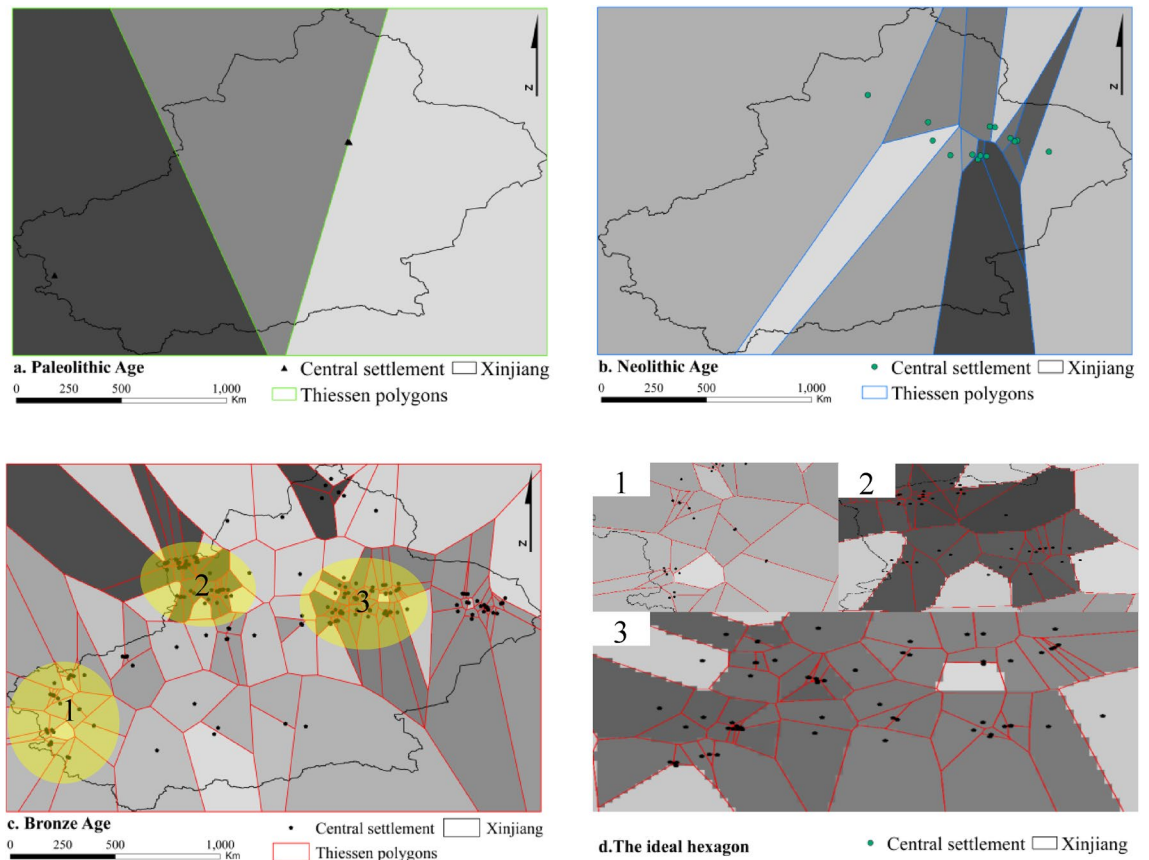 N
N
a. Paleolithic Age
Central settlement
Xinjiang
Thiessen polygons
0 250 500 1,000
Km
b. Neolithic Age
Central settlement
Xinjiang
Thiessen polygons
0 250 500 1,000
Km
N
1
2
3
c. Bronze Age
Central settlement
Xinjiang
Thiessen polygons
0 250 500 1,000
Km
1
2
3
d.The ideal hexagon
Central settlement
Xinjiang